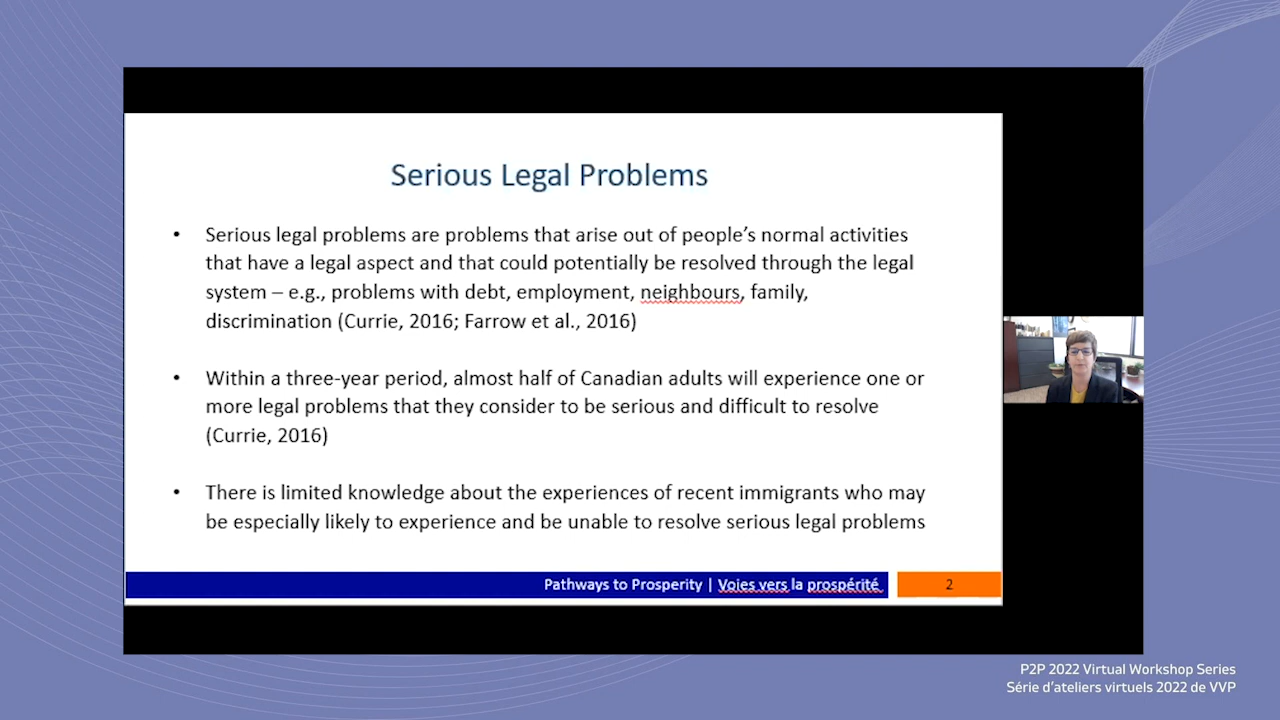 Serious Legal Problems
• Serious legal problems are problems that arise out of people's normal activities
that have a legal aspect and that could potentially be resolved through the legal
system – e.g., problems with debt, employment, neighbours, family,
discrimination (Currie, 2016; Farrow et al., 2016)
• Within a three-year period, almost half of Canadian adults will experience one or
more legal problems that they consider to be serious and difficult to resolve
(Currie, 2016)
• There is limited knowledge about the experiences of recent immigrants who may
be especially likely to experience and be unable to resolve serious legal problems
Pathways to Prosperity | Voies vers la prospérité 2
P2P 2022 Virtual Workshop Series
Série d'ateliers virtuels 2022 de VVP